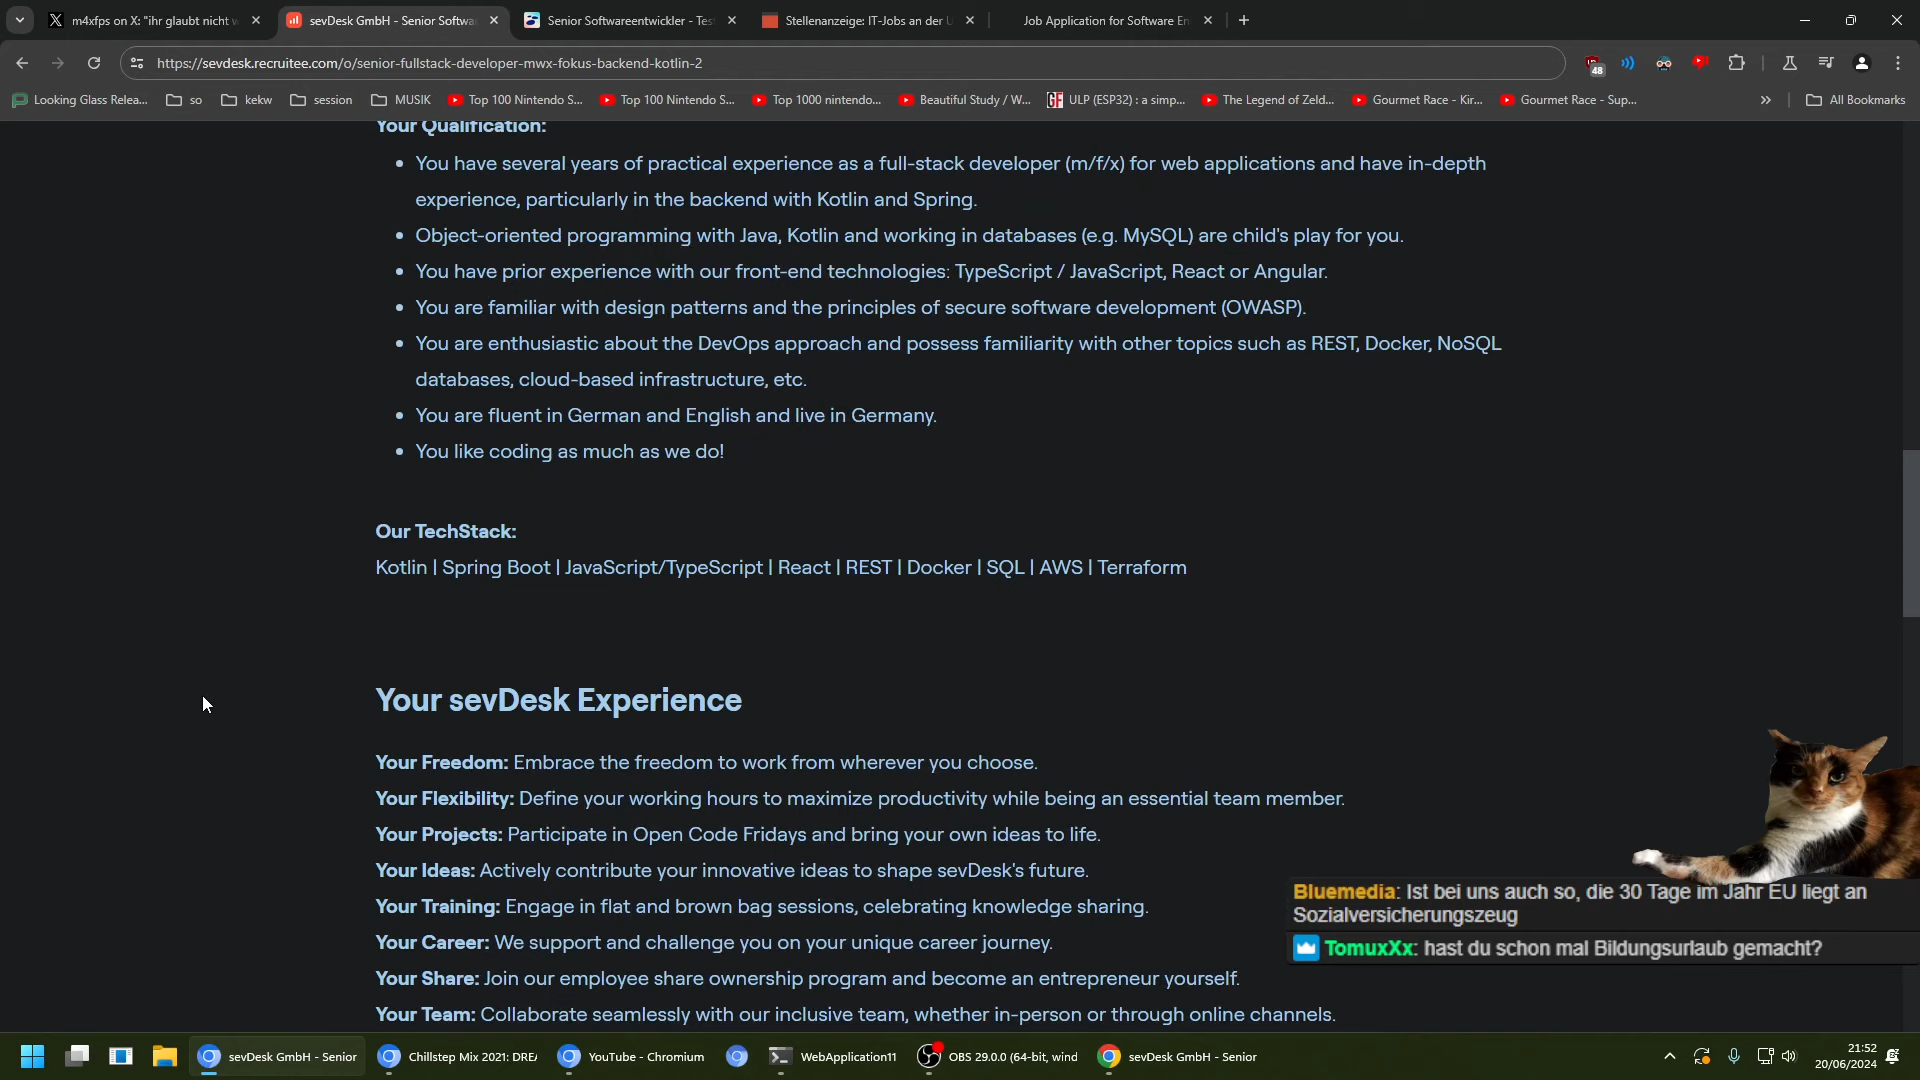 m4xfps on X: "ihr glaubt nicht w
sevDesk GmbH - Senior Softwa
Senior Softwareentwickler - Tes
Stellenanzeige: IT-Jobs an der U
Job Application for Software En
https://sevdesk.recruitee.com/o/senior-fullstack-developer-mwx-fokus-backend-kotlin-2
48
Looking Glass Relea...
so
kekw
session
MUSIK
Top 100 Nintendo S...
Top 100 Nintendo S...
Top 1000 nintendo...
Beautiful Study / W...
GF
ULP (ESP32) : a simp...
The Legend of Zeld...
Gourmet Race - Kir...
Gourmet Race - Sup...
»
All Bookmarks
Your Qualification:
• You have several years of practical experience as a full-stack developer (m/f/x) for web applications and have in-depth
experience, particularly in the backend with Kotlin and Spring.
• Object-oriented programming with Java, Kotlin and working in databases (e.g. MySQL) are child's play for you.
• You have prior experience with our front-end technologies: TypeScript / JavaScript, React or Angular.
• You are familiar with design patterns and the principles of secure software development (OWASP).
• You are enthusiastic about the DevOps approach and possess familiarity with other topics such as REST, Docker, NoSQL
databases, cloud-based infrastructure, etc.
• You are fluent in German and English and live in Germany.
• You like coding as much as we do!
Our TechStack:
Kotlin | Spring Boot | JavaScript/TypeScript | React | REST | Docker | SQL | AWS | Terraform
Your sevDesk Experience
Your Freedom: Embrace the freedom to work from wherever you choose.
Your Flexibility: Define your working hours to maximize productivity while being an essential team member.
Your Projects: Participate in Open Code Fridays and bring your own ideas to life.
Your Ideas: Actively contribute your innovative ideas to shape sevDesk's future.
Your Training: Engage in flat and brown bag sessions, celebrating knowledge sharing.
Your Career: We support and challenge you on your unique career journey.
Your Share: Join our employee share ownership program and become an entrepreneur yourself.
Your Team: Collaborate seamlessly with our inclusive team, whether in-person or through online channels.
Bluemedia: Ist bei uns auch so, die 30 Tage im Jahr EU liegt an
Sozialversicherungszeug
TomuxXx: hast du schon mal Bildungsurlaub gemacht?
sevDesk GmbH - Senior
Chillstep Mix 2021: DREA
YouTube - Chromium
WebApplication11
OBS 29.0.0 (64-bit, wind
sevDesk GmbH - Senior
21:52
20/06/2024